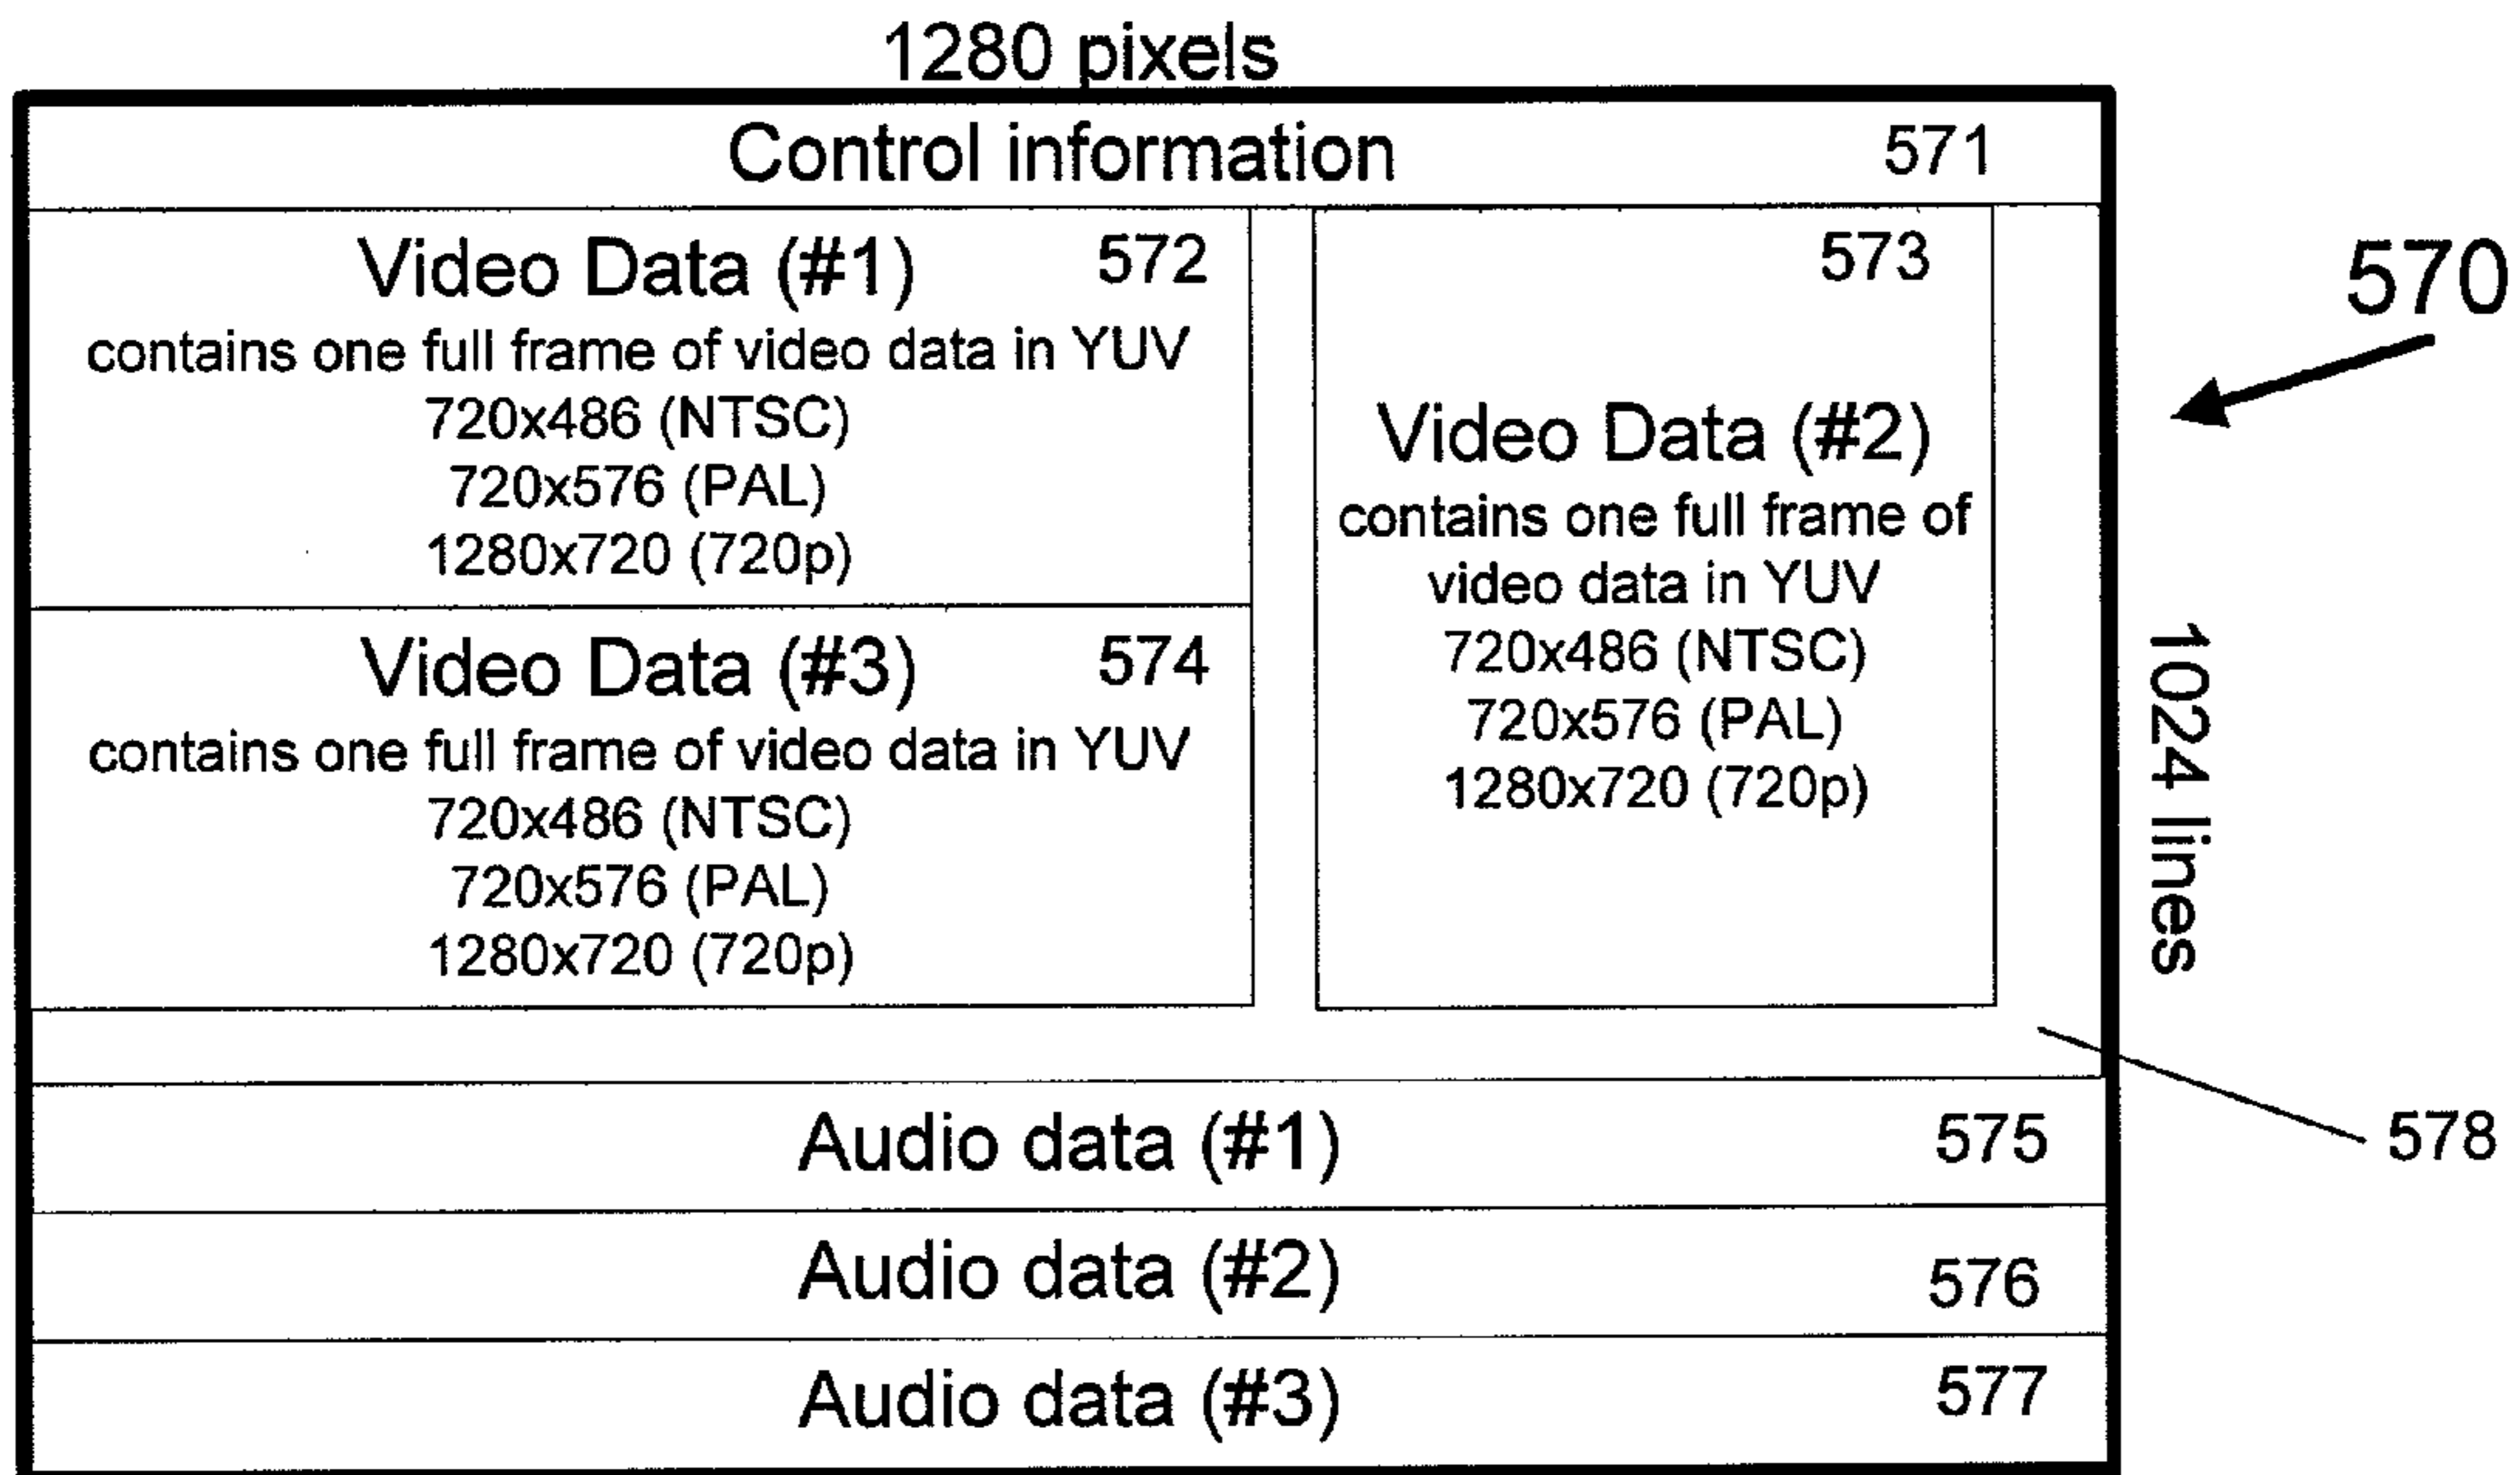 1280 pixels
Control information 571
Video Data (#1) 572
contains one full frame of video data in YUV
720x486 (NTSC)
720x576 (PAL)
1280x720 (720p)
573
Video Data (#2)
contains one full frame of
video data in YUV
720x486 (NTSC)
720x576 (PAL)
1280x720 (720p)
570
Video Data (#3) 574
contains one full frame of video data in YUV
720x486 (NTSC)
720x576 (PAL)
1280x720 (720p)
1024 lines
578
Audio data (#1) 575
Audio data (#2) 576
Audio data (#3) 577